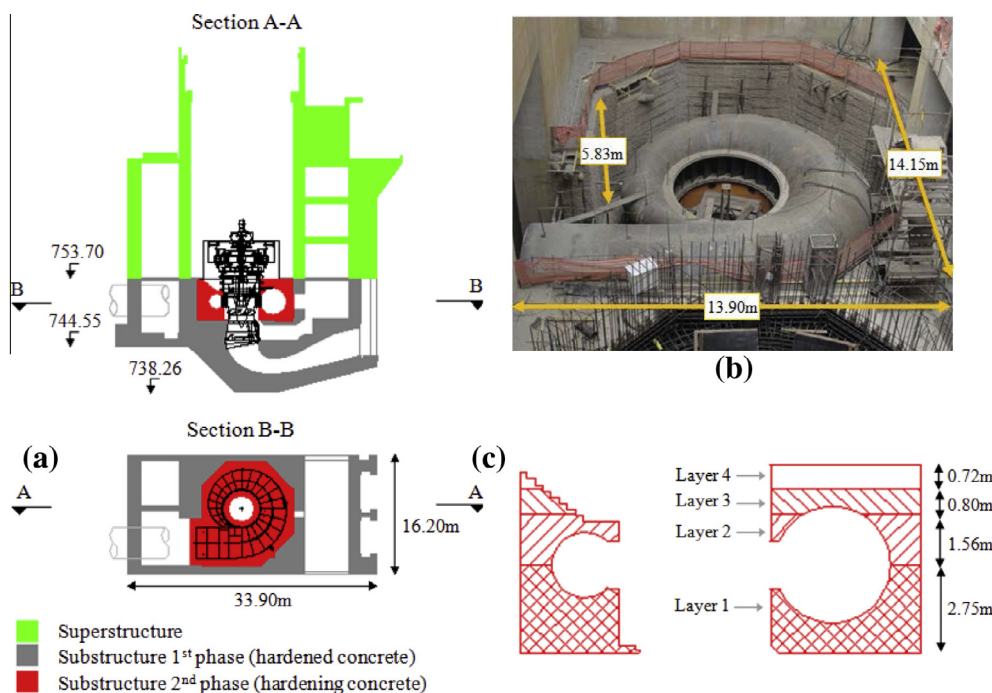 Section A-A
753.70
B
B
744.55
738.26
5.83m
14.15m
13.90m
(b)
Section B-B
(a)
A
A
16.20m
33.90m
Superstructure
Substructure 1st phase (hardened concrete)
Substructure 2nd phase (hardening concrete)
(c)
Layer 4
0.72m
Layer 3
0.80m
Layer 2
1.56m
Layer 1
2.75m